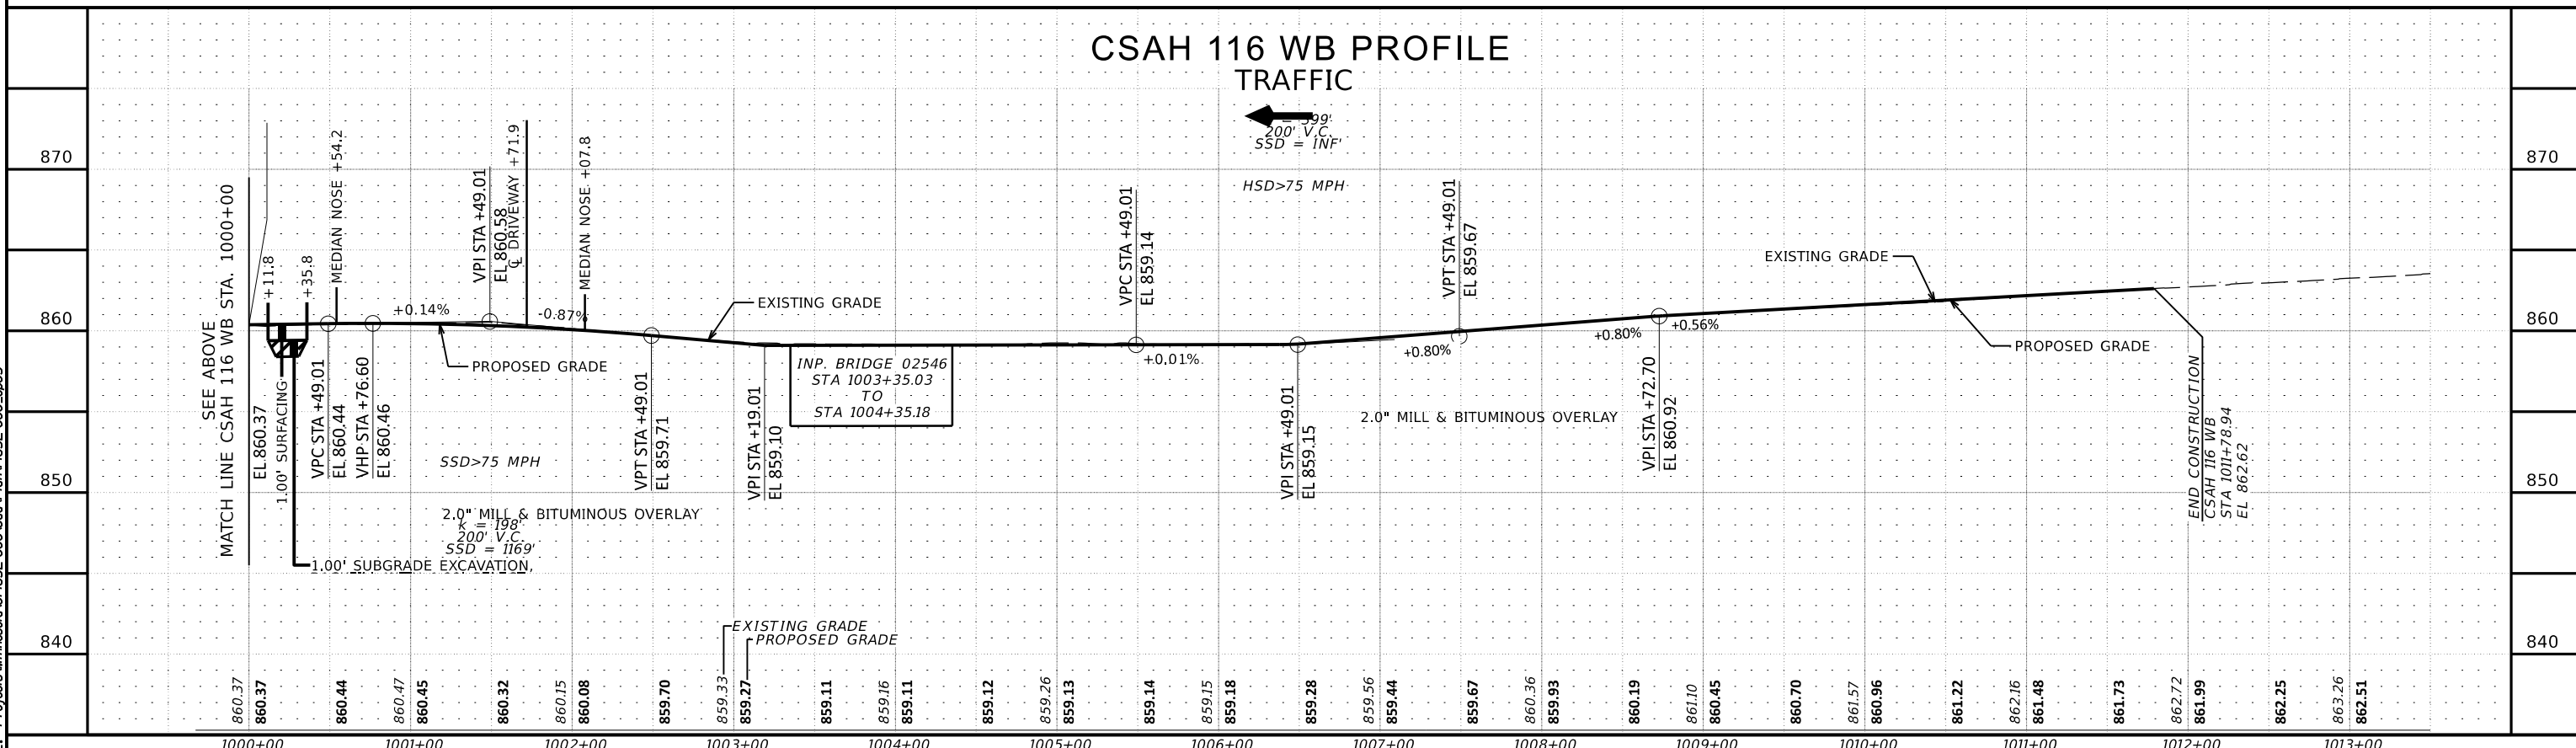 CSAH 116 WB PROFILE
TRAFFIC
= 399'
200' V.C.
SSD = INF'
HSD>75 MPH
870
870
860
860
850
850
840
840
SEE ABOVE
MATCH LINE CSAH 116 WB STA. 1000+00
EL 860.37
+11.8
1.00' SURFACING
+35.8
VPC STA +49.01
EL 860.44
MEDIAN NOSE +54.2
VHP STA +76.60
EL 860.46
+0.14%
PROPOSED GRADE
VPI STA +49.01
EL 860.58
℄ DRIVEWAY +71.9
-0.87%
MEDIAN NOSE +07.8
SSD>75 MPH
2.0" MILL & BITUMINOUS OVERLAY
k = 198'
200' V.C.
SSD = 1169'
1.00' SUBGRADE EXCAVATION,
VPT STA +49.01
EL 859.71
EXISTING GRADE
VPI STA +19.01
EL 859.10
INP. BRIDGE 02546
STA 1003+35.03
TO
STA 1004+35.18
VPC STA +49.01
EL 859.14
+0.01%
VPI STA +49.01
EL 859.15
VPT STA +49.01
EL 859.67
+0.80%
2.0" MILL & BITUMINOUS OVERLAY
+0.80%
VPI STA +72.70
EL 860.92
+0.56%
EXISTING GRADE
PROPOSED GRADE
END CONSTRUCTION
CSAH 116 WB
STA 1011+78.94
EL 862.62
EXISTING GRADE
PROPOSED GRADE
860.37 860.37 860.44 860.47 860.45 860.32 860.15 860.08 859.70 859.33 859.27 859.11 859.16 859.11 859.12 859.26 859.13 859.14 859.15 859.18 859.28 859.56 859.44 859.67 860.36 859.93 860.19 861.10 860.45 860.70 861.57 860.96 861.22 862.16 861.48 861.73 862.72 861.99 862.25 863.26 862.51
1000+00 1001+00 1002+00 1003+00 1004+00 1005+00 1006+00 1007+00 1008+00 1009+00 1010+00 1011+00 1012+00 1013+00